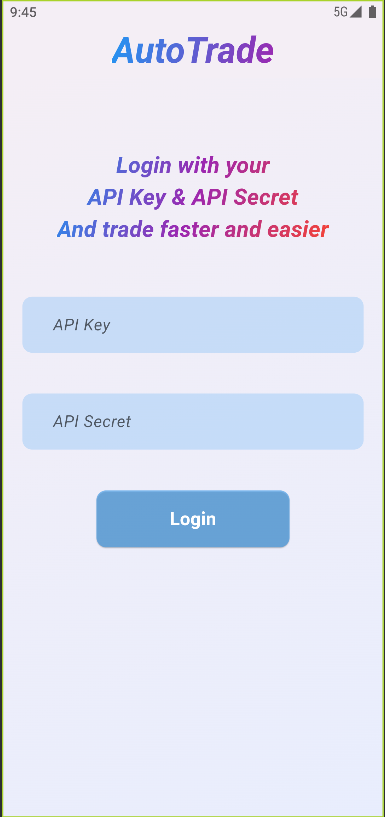 9:45
5G
AutoTrade
Login with your
API Key & API Secret
And trade faster and easier
API Key
API Secret
Login